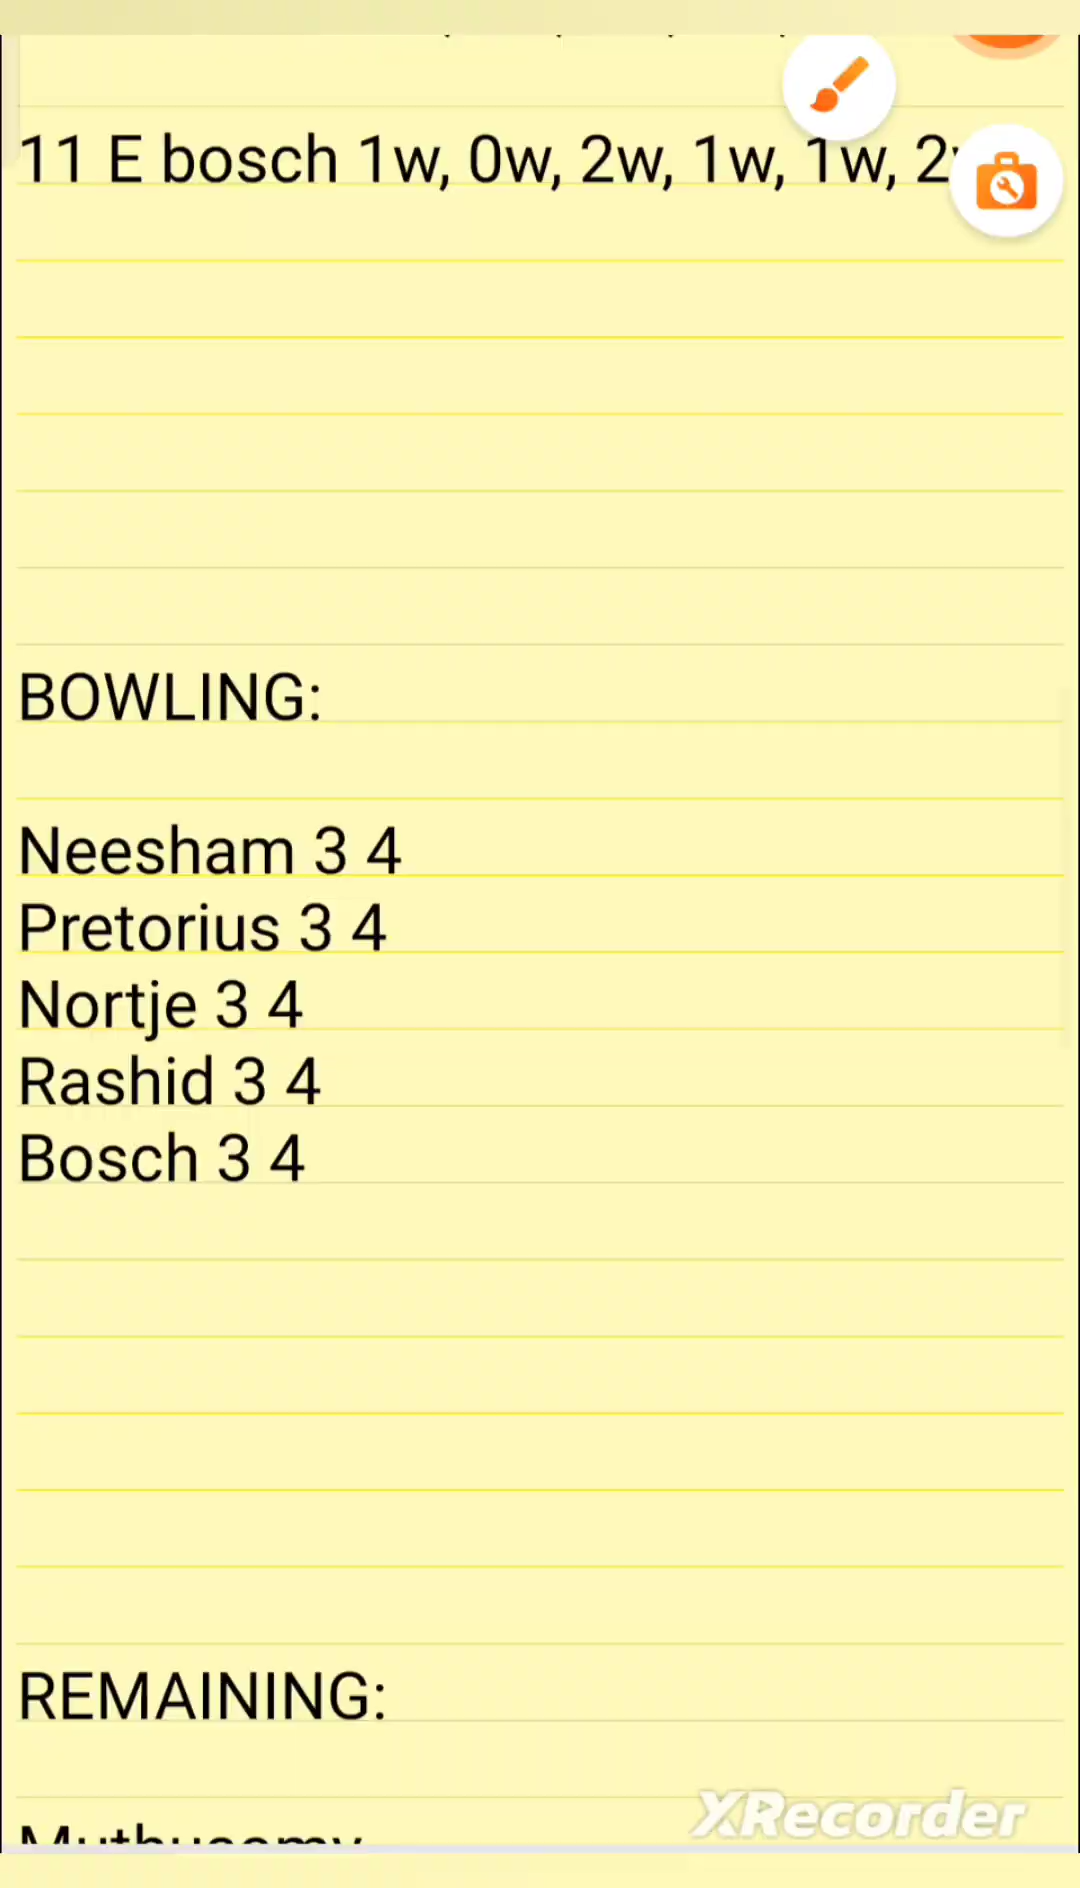 11 E bosch 1w, 0w, 2w, 1w, 1w, 2
BOWLING:
Neesham 3 4
Pretorius 3 4
Nortje 3 4
Rashid 3 4
Bosch 3 4
REMAINING:
XRecorder